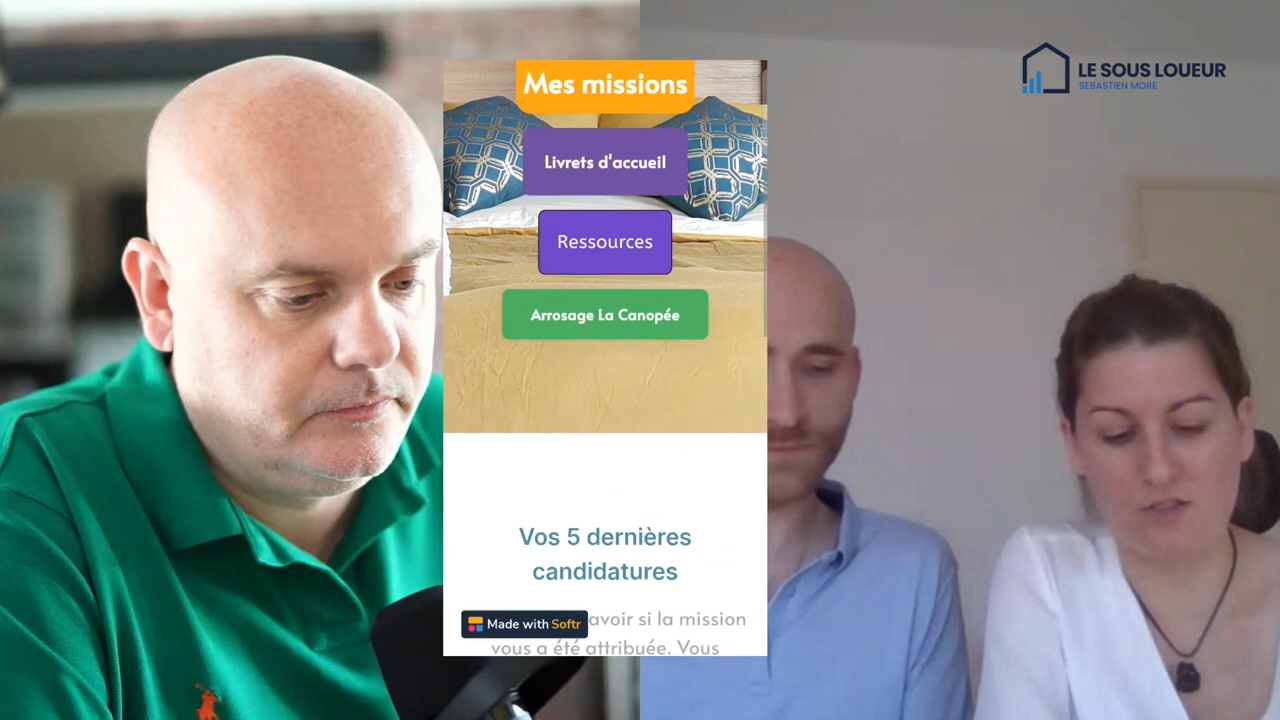 Mes missions
LE SOUS LOUEUR
SEBASTIEN MORE
Livrets d'accueil
Ressources
Arrosage La Canopée
Vos 5 dernières
candidatures
avoir si la mission
Made with Softr
vous a été attribuée. Vous